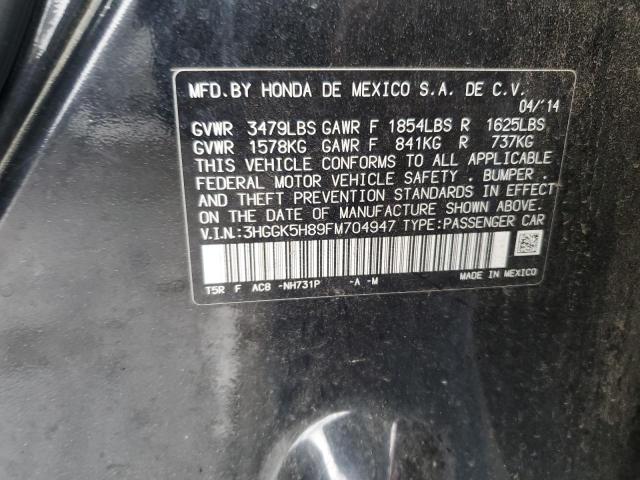 MFD. BY HONDA DE MEXICO S.A. DE C.V.
04/'14
GVWR 3479LBS GAWR F 1854LBS R 1625LBS
GVWR 1578KG GAWR F 841KG R 737KG
THIS VEHICLE CONFORMS TO ALL APPLICABLE
FEDERAL MOTOR VEHICLE SAFETY . BUMPER .
AND THEFT PREVENTION STANDARDS IN EFFECT
ON THE DATE OF MANUFACTURE SHOWN ABOVE.
V.I.N.:3HGGK5H89FM704947 TYPE:PASSENGER CAR
MADE IN MEXICO
T5R F AC8 -NH731P -A -M